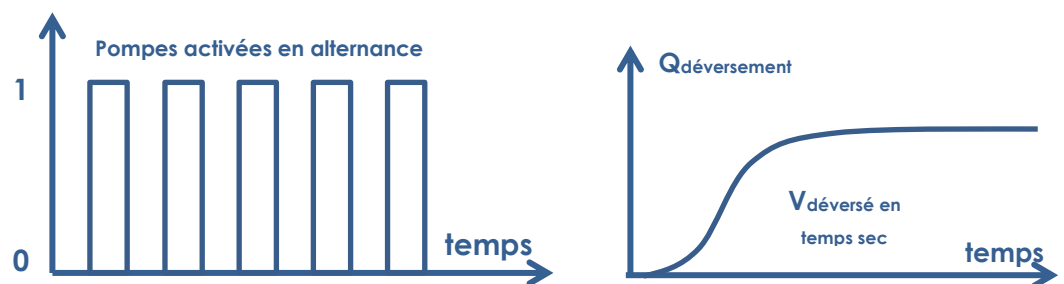 Pompes activées en alternance
1
0
temps
Qdéversement
Vdéversé en
temps sec
temps